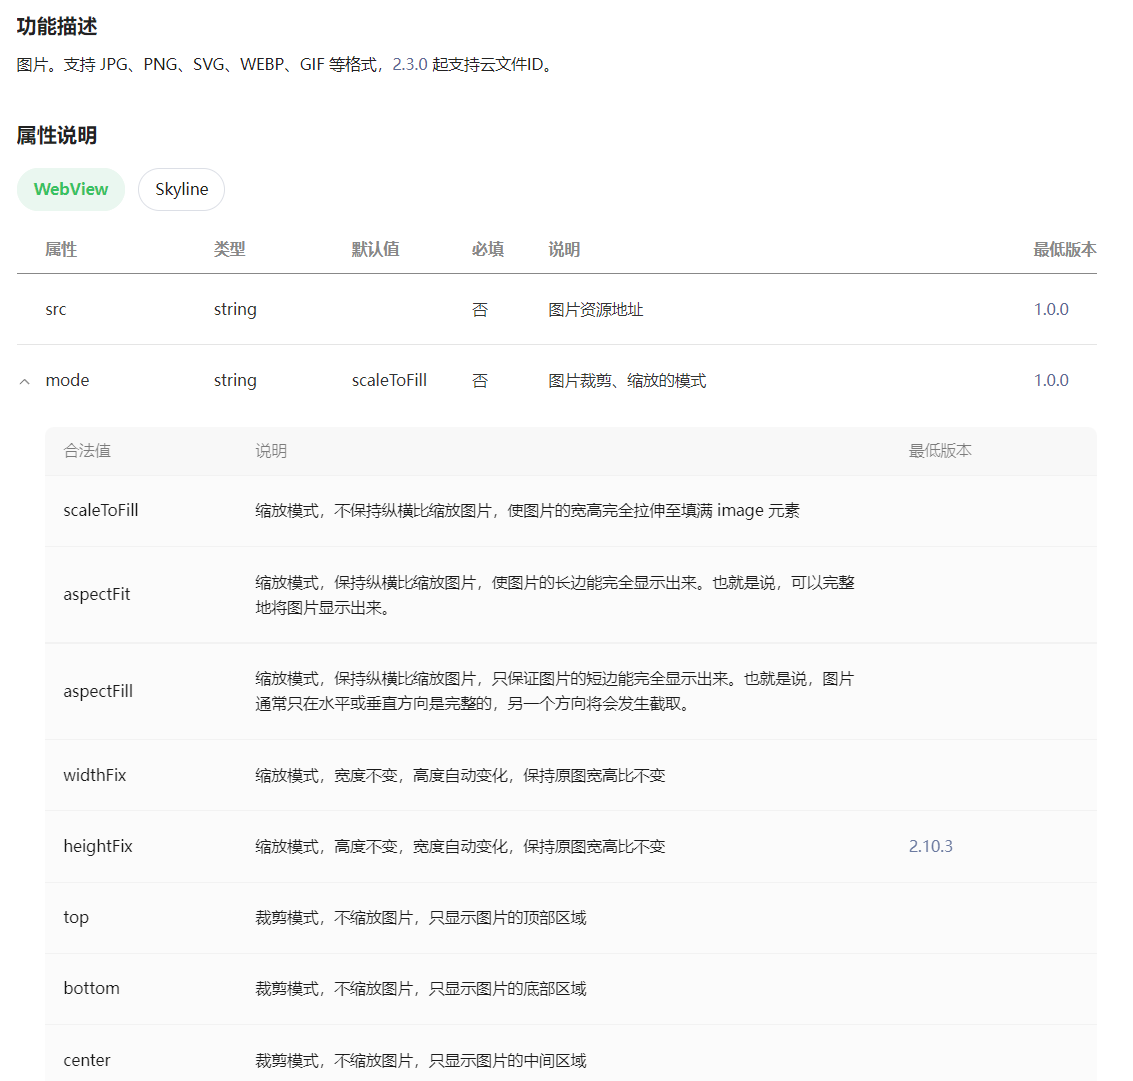 功能描述
图片。支持 JPG、PNG、SVG、WEBP、GIF 等格式，2.3.0 起支持云文件ID。
属性说明
WebView Skyline
属性 类型 默认值 必填 说明 最低版本
src string 否 图片资源地址 1.0.0
mode string scaleToFill 否 图片裁剪、缩放的模式 1.0.0
合法值 说明 最低版本
scaleToFill 缩放模式，不保持纵横比缩放图片，使图片的宽高完全拉伸至填满 image 元素
aspectFit 缩放模式，保持纵横比缩放图片，使图片的长边能完全显示出来。也就是说，可以完整
地将图片显示出来。
aspectFill 缩放模式，保持纵横比缩放图片，只保证图片的短边能完全显示出来。也就是说，图片
通常只在水平或垂直方向是完整的，另一个方向将会发生截取。
widthFix 缩放模式，宽度不变，高度自动变化，保持原图宽高比不变
heightFix 缩放模式，高度不变，宽度自动变化，保持原图宽高比不变 2.10.3
top 裁剪模式，不缩放图片，只显示图片的顶部区域
bottom 裁剪模式，不缩放图片，只显示图片的底部区域
center 裁剪模式，不缩放图片，只显示图片的中间区域